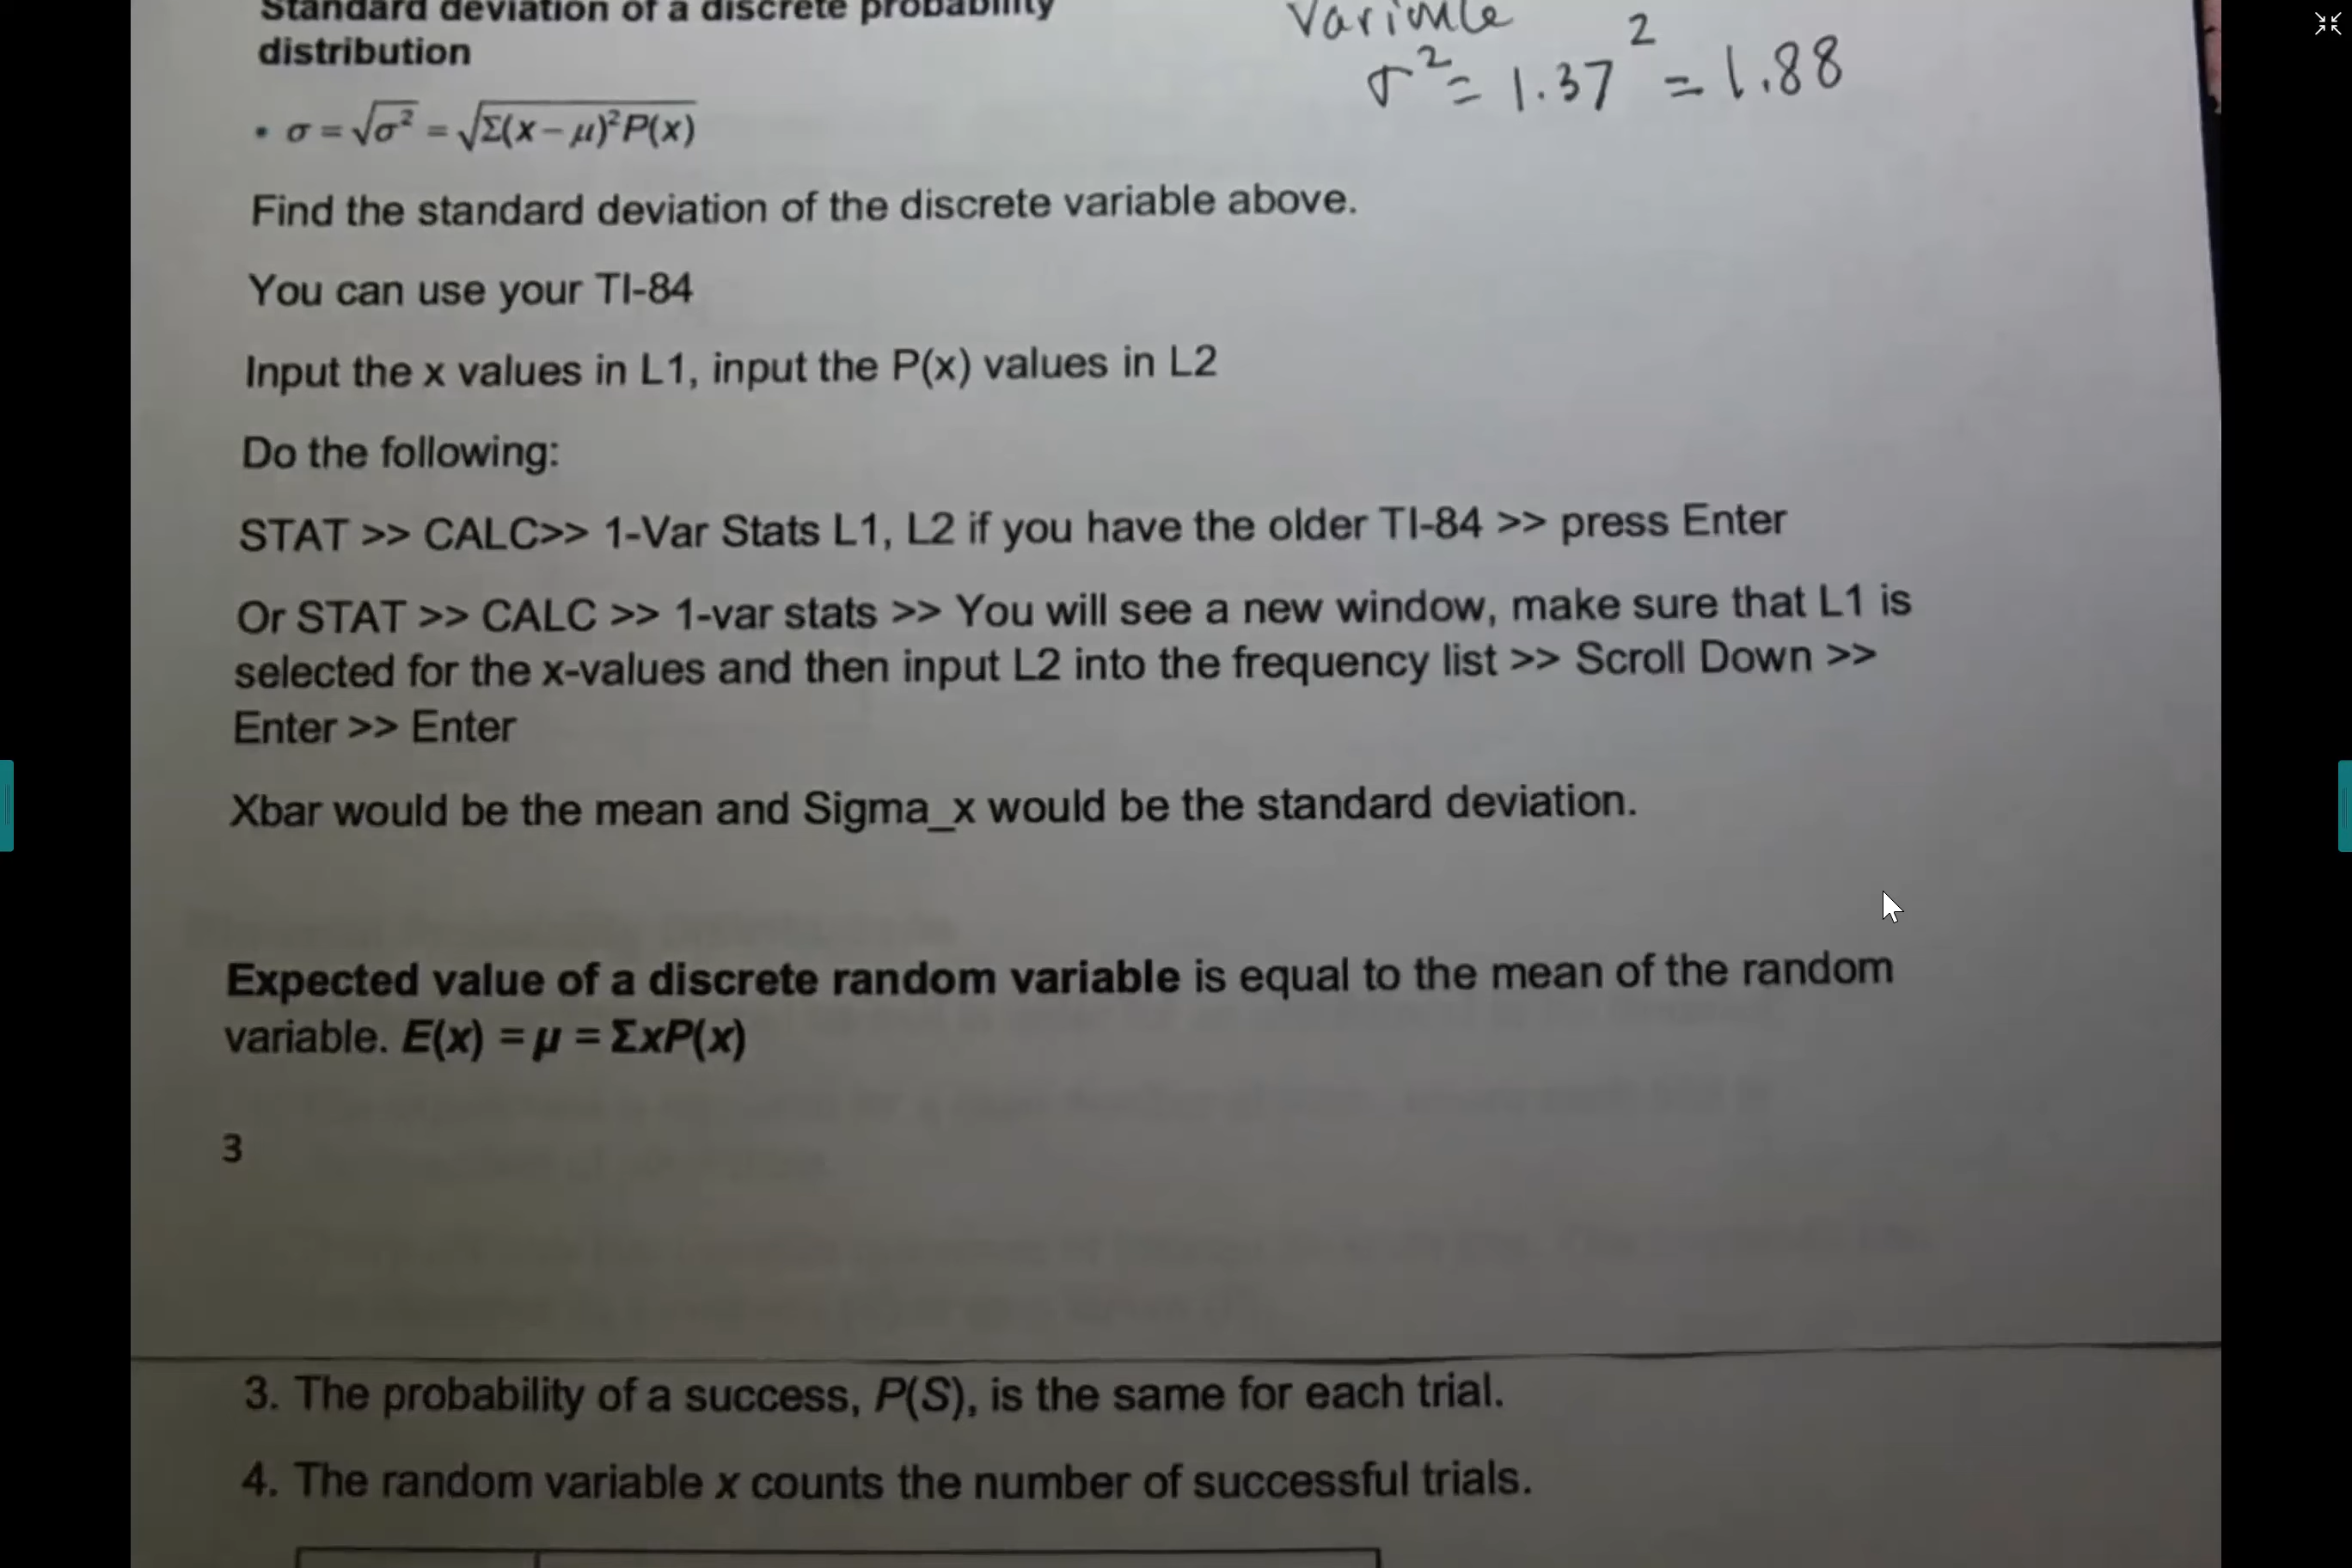 Standard deviation of a discrete probability
distribution
Variance
σ² = 1.37² = 1.88
• σ = √σ² = √Σ(x − μ)²P(x)
Find the standard deviation of the discrete variable above.
You can use your TI-84
Input the x values in L1, input the P(x) values in L2
Do the following:
STAT >> CALC>> 1-Var Stats L1, L2 if you have the older TI-84 >> press Enter
Or STAT >> CALC >> 1-var stats >> You will see a new window, make sure that L1 is
selected for the x-values and then input L2 into the frequency list >> Scroll Down >>
Enter >> Enter
Xbar would be the mean and Sigma_x would be the standard deviation.
Expected value of a discrete random variable is equal to the mean of the random
variable. E(x) = μ = ΣxP(x)
3
3. The probability of a success, P(S), is the same for each trial.
4. The random variable x counts the number of successful trials.